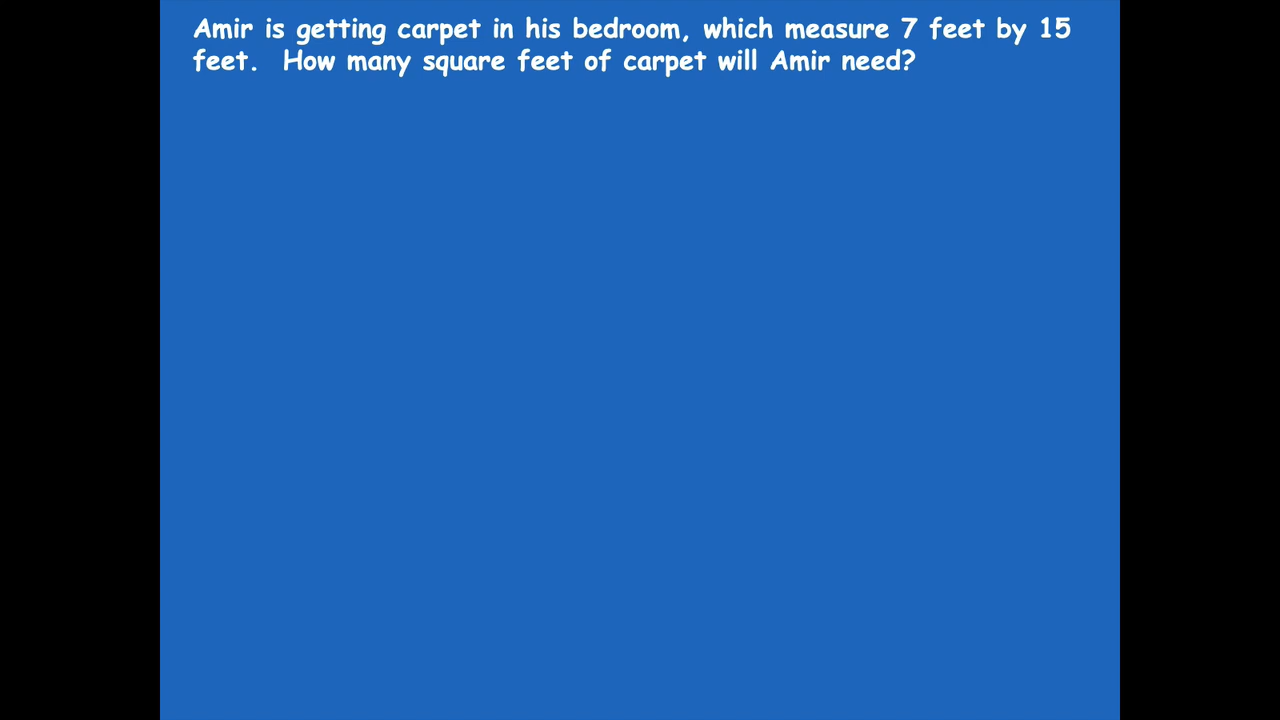 Amir is getting carpet in his bedroom, which measure 7 feet by 15
feet.  How many square feet of carpet will Amir need?